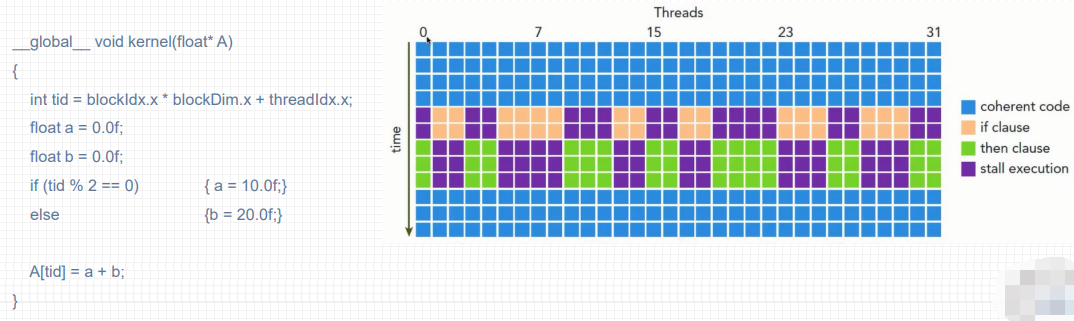 __global__ void kernel(float* A)
{
int tid = blockIdx.x * blockDim.x + threadIdx.x;
float a = 0.0f;
float b = 0.0f;
if (tid % 2 == 0) { a = 10.0f;}
else {b = 20.0f;}
A[tid] = a + b;
}
Threads
0 7 15 23 31
time
coherent code
if clause
then clause
stall execution